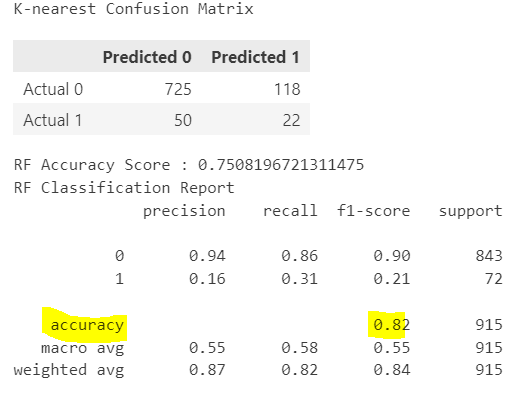 K-nearest Confusion Matrix
Predicted 0 Predicted 1
Actual 0 725 118
Actual 1 50 22
RF Accuracy Score : 0.7508196721311475
RF Classification Report
precision recall f1-score support
0 0.94 0.86 0.90 843
1 0.16 0.31 0.21 72
accuracy 0.82 915
macro avg 0.55 0.58 0.55 915
weighted avg 0.87 0.82 0.84 915